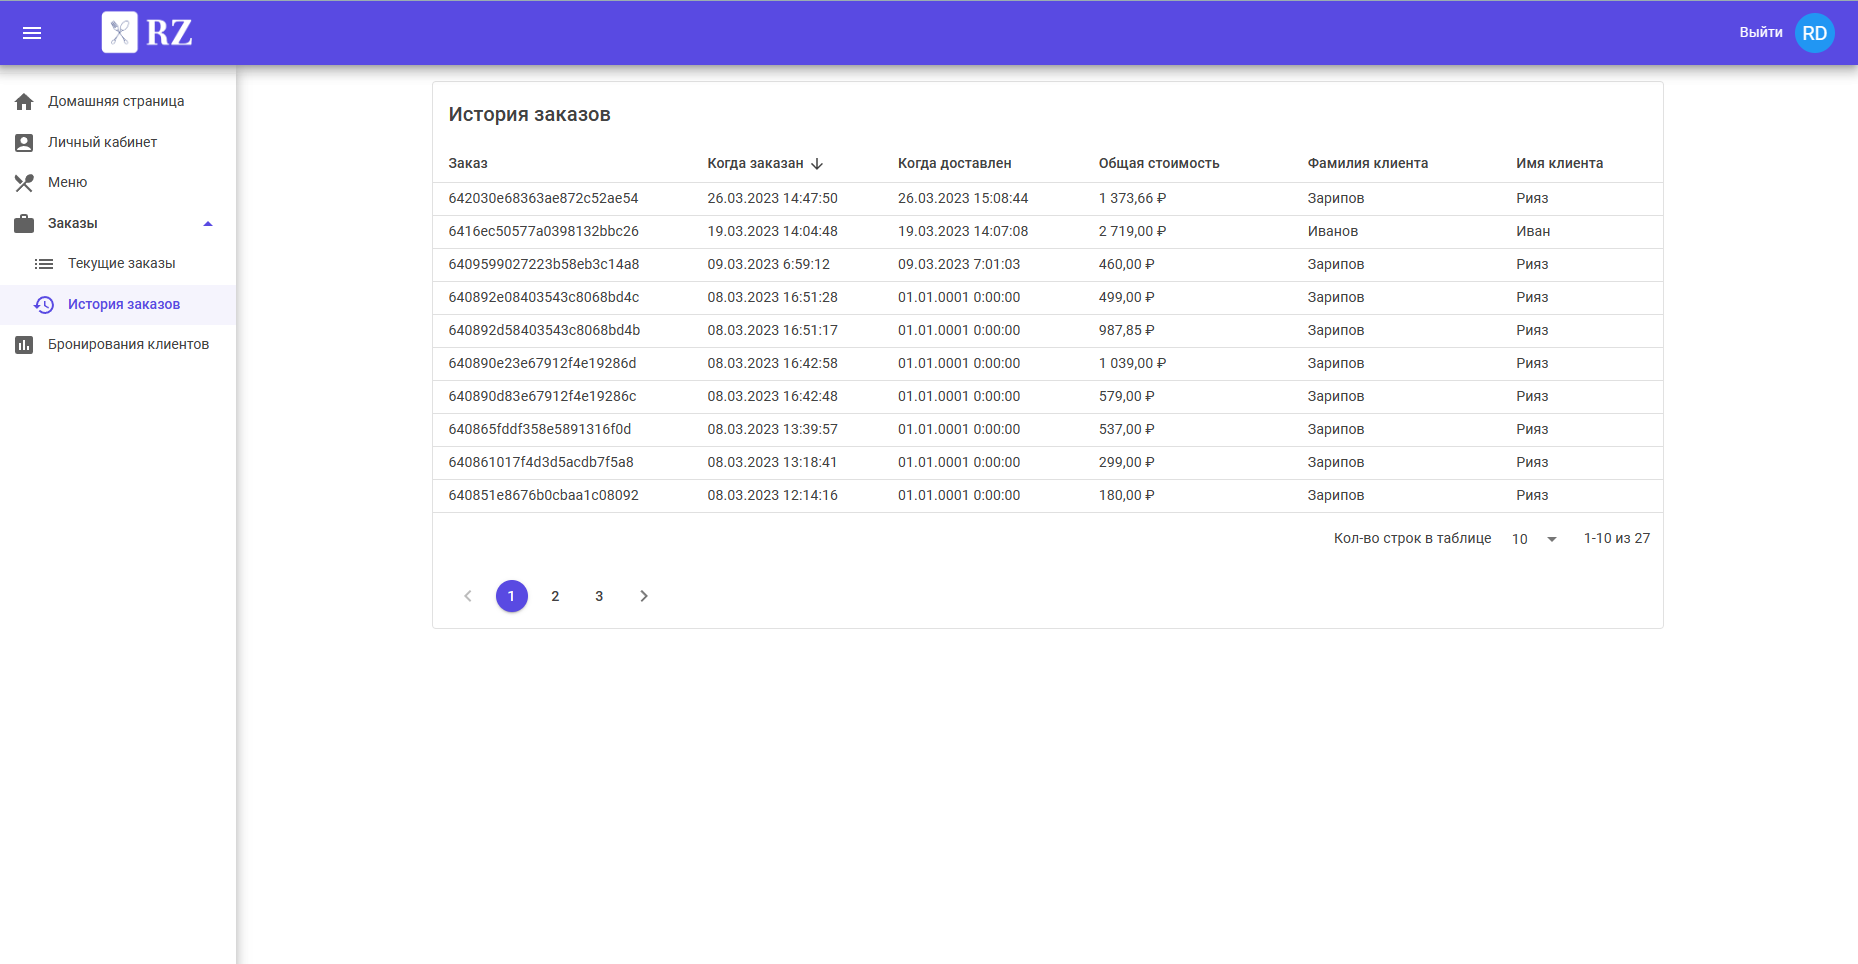 RZ
Выйти RD
Домашняя страница
Личный кабинет
Меню
Заказы
Текущие заказы
История заказов
Бронирования клиентов
История заказов
Заказ Когда заказан Когда доставлен Общая стоимость Фамилия клиента Имя клиента
642030e68363ae872c52ae54 26.03.2023 14:47:50 26.03.2023 15:08:44 1 373,66 ₽ Зарипов Рияз
6416ec50577a0398132bbc26 19.03.2023 14:04:48 19.03.2023 14:07:08 2 719,00 ₽ Иванов Иван
6409599027223b58eb3c14a8 09.03.2023 6:59:12 09.03.2023 7:01:03 460,00 ₽ Зарипов Рияз
640892e08403543c8068bd4c 08.03.2023 16:51:28 01.01.0001 0:00:00 499,00 ₽ Зарипов Рияз
640892d58403543c8068bd4b 08.03.2023 16:51:17 01.01.0001 0:00:00 987,85 ₽ Зарипов Рияз
640890e23e67912f4e19286d 08.03.2023 16:42:58 01.01.0001 0:00:00 1 039,00 ₽ Зарипов Рияз
640890d83e67912f4e19286c 08.03.2023 16:42:48 01.01.0001 0:00:00 579,00 ₽ Зарипов Рияз
640865fddf358e5891316f0d 08.03.2023 13:39:57 01.01.0001 0:00:00 537,00 ₽ Зарипов Рияз
640861017f4d3d5acdb7f5a8 08.03.2023 13:18:41 01.01.0001 0:00:00 299,00 ₽ Зарипов Рияз
640851e8676b0cbaa1c08092 08.03.2023 12:14:16 01.01.0001 0:00:00 180,00 ₽ Зарипов Рияз
Кол-во строк в таблице 10 1-10 из 27
1 2 3